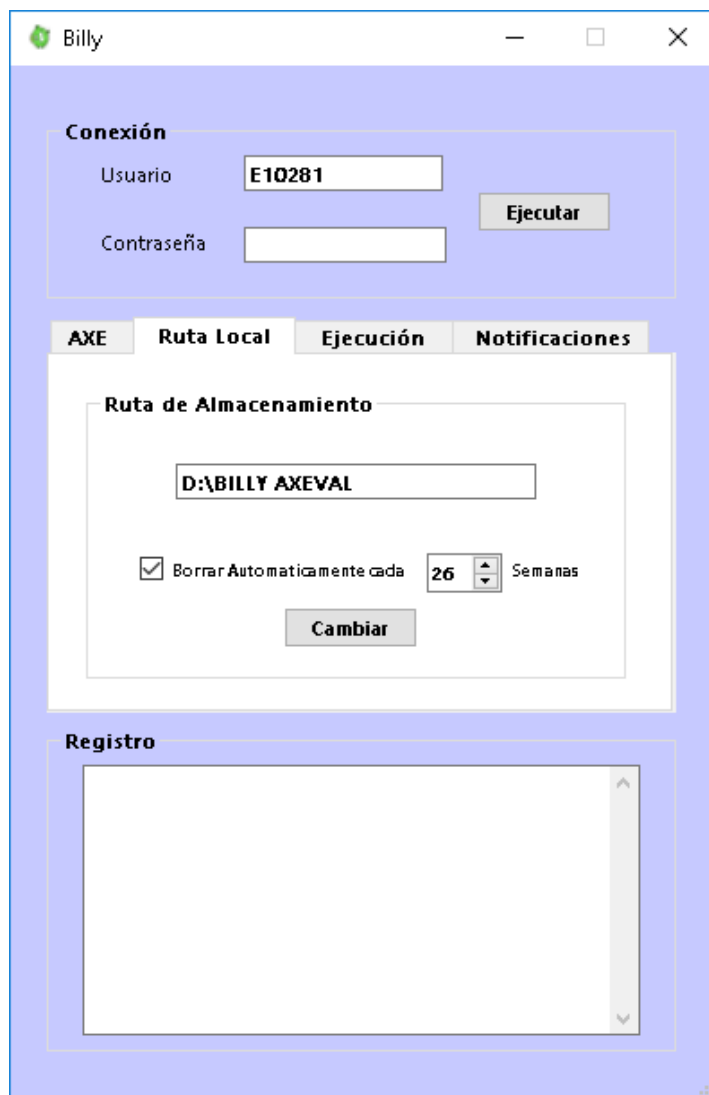 Billy
Conexión
Usuario E10281
Ejecutar
Contraseña
AXE Ruta Local Ejecución Notificaciones
Ruta de Almacenamiento
D:\BILLY AXEVAL
Borrar Automaticamente cada 26 Semanas
Cambiar
Registro